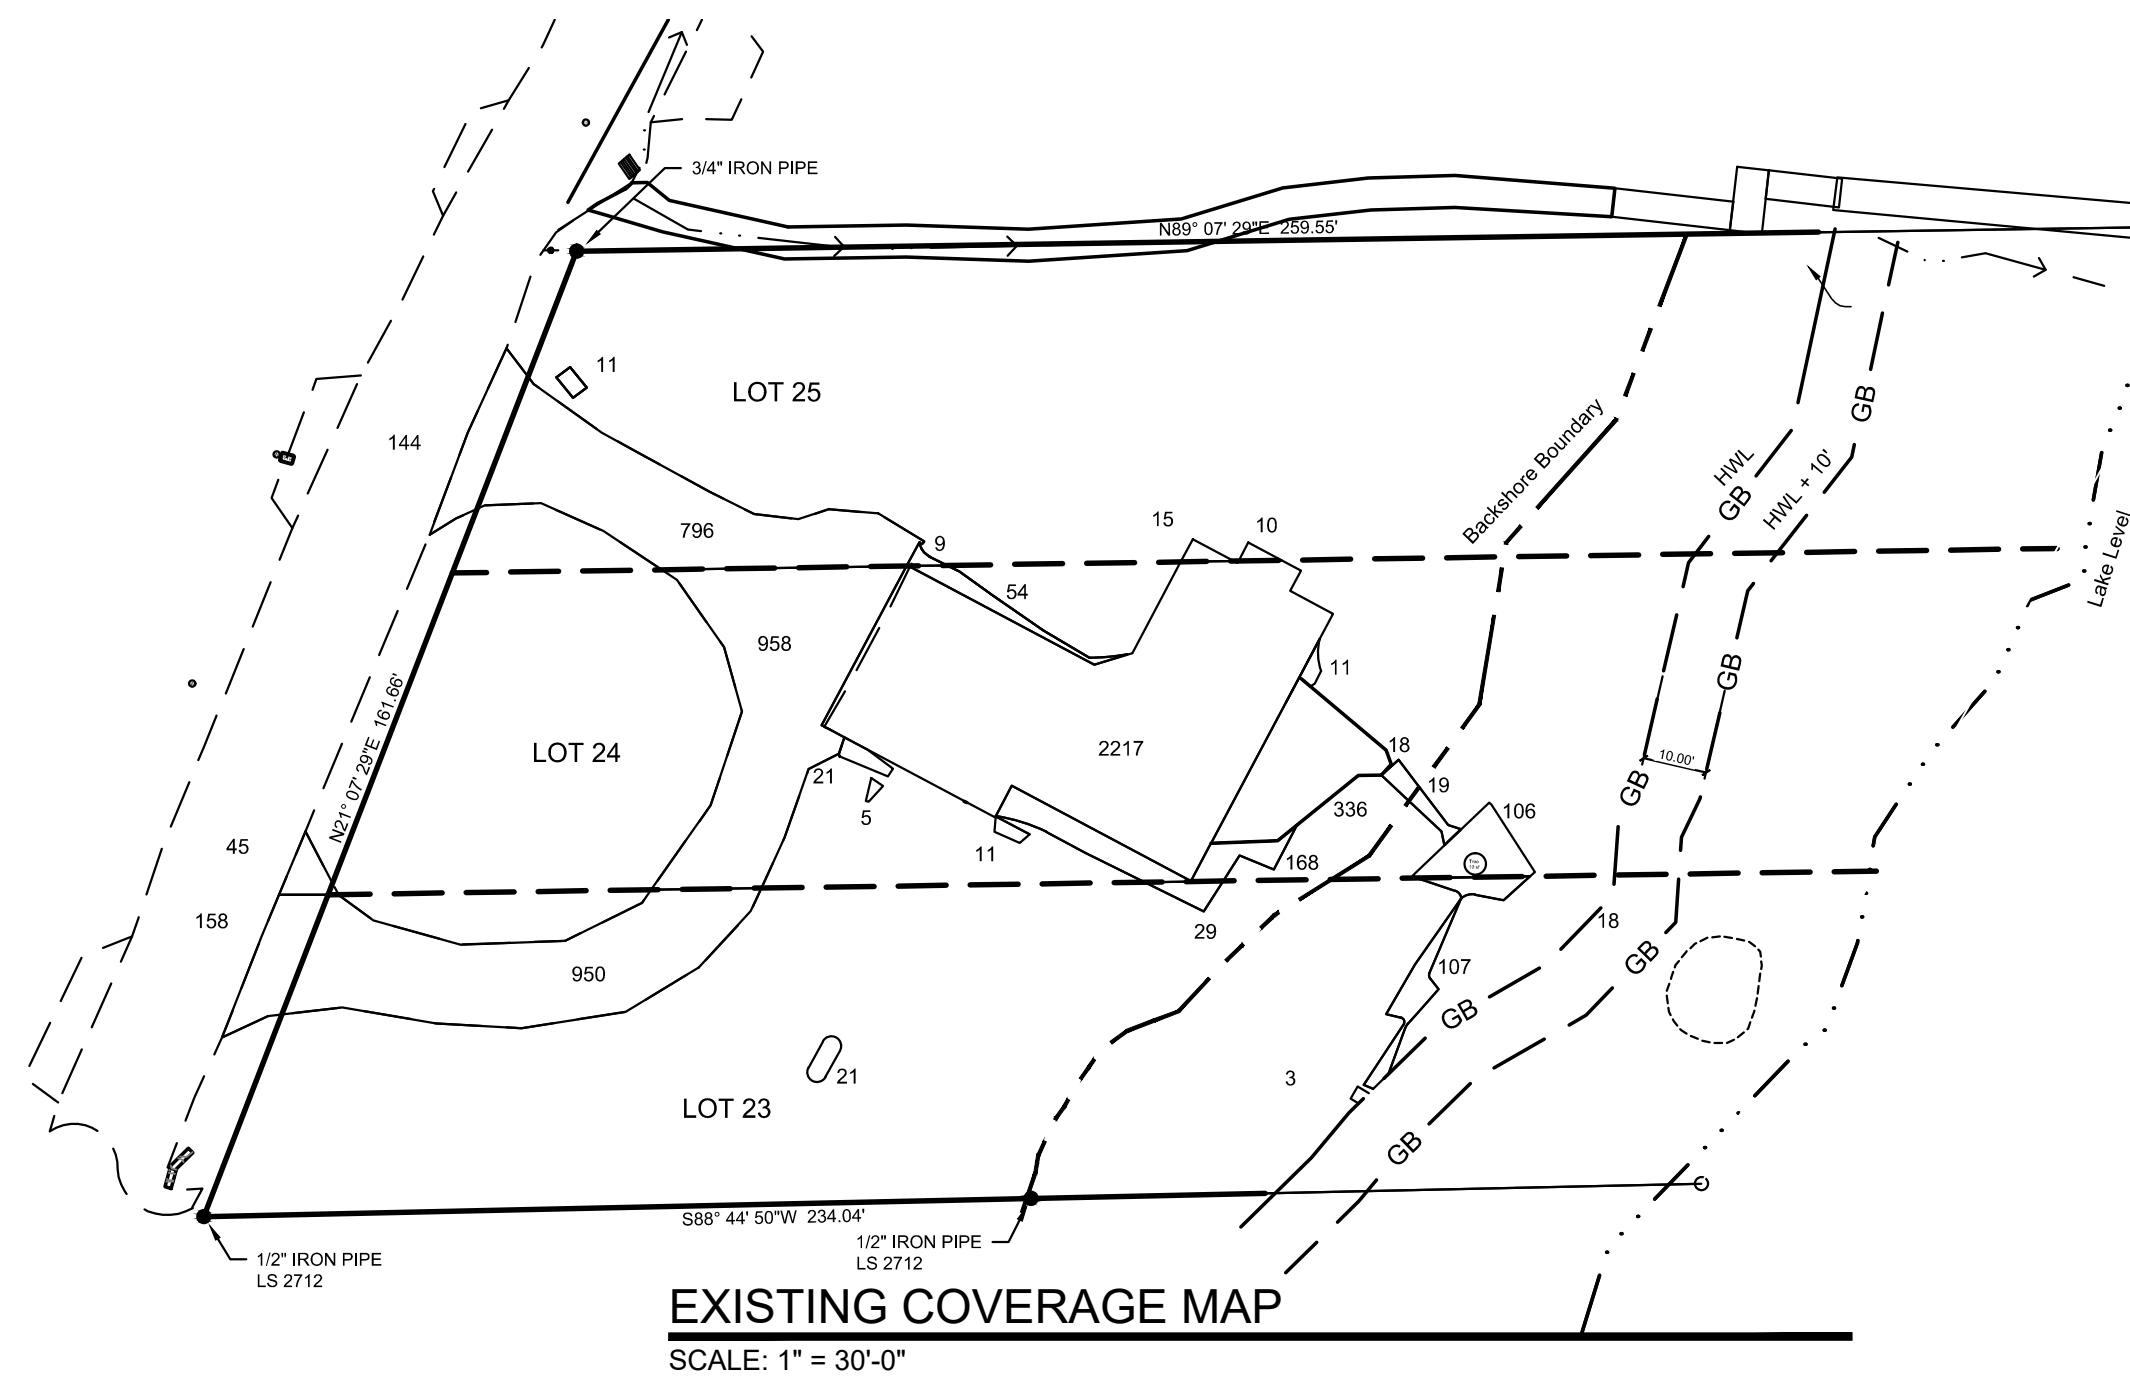 3/4" IRON PIPE
N89° 07' 29"E 259.55'
11
LOT 25
144
Backshore Boundary
GB
HWL
GB
HWL + 10'
796
9
15
10
54
Lake Level
958
11
GB
N21° 07' 29"E 161.66'
LOT 24
2217
18
10.00'
21
5
19
GB
336
106
45
11
168
Tree
158
29
18
950
107
GB
GB
21
3
LOT 23
GB
S88° 44' 50"W 234.04'
1/2" IRON PIPE
LS 2712
1/2" IRON PIPE
LS 2712
EXISTING COVERAGE MAP
SCALE: 1" = 30'-0"